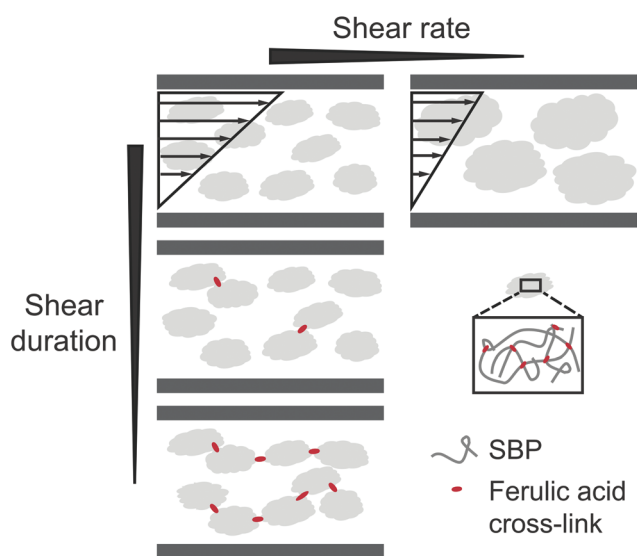 Shear rate
Shear
duration
SBP
Ferulic acid
cross-link